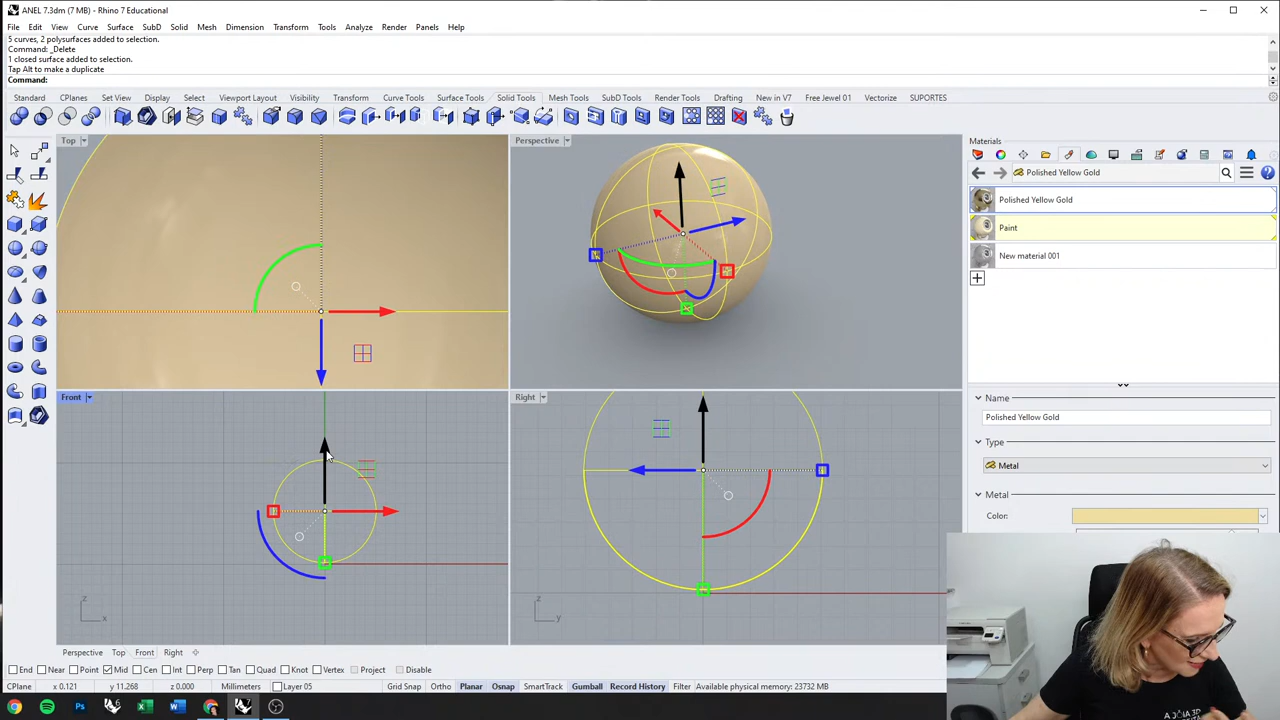 ANEL 7.3dm (7 MB) - Rhino 7 Educational
File Edit View Curve Surface SubD Solid Mesh Dimension Transform Tools Analyze Render Panels Help
5 curves, 2 polysurfaces added to selection.
Command: _Delete
1 closed surface added to selection.
Tap Alt to make a duplicate
Command:
Standard CPlanes Set View Display Select Viewport Layout Visibility Transform Curve Tools Surface Tools Solid Tools Mesh Tools SubD Tools Render Tools Drafting New in V7 Free Jewel 01 Vectorize SUPORTES
Top
Perspective
Materials
Polished Yellow Gold
Polished Yellow Gold
Paint
New material 001
Front
Right
Name
Polished Yellow Gold
Type
Metal
Metal
Color:
z
x
z
y
Perspective Top Front Right
End Near Point Mid Cen Int Perp Tan Quad Knot Vertex Project Disable
CPlane x 0.121 y 11.268 z 0.000 Millimeters Layer 05 Grid Snap Ortho Planar Osnap SmartTrack Gumball Record History Filter Available physical memory: 23732 MB